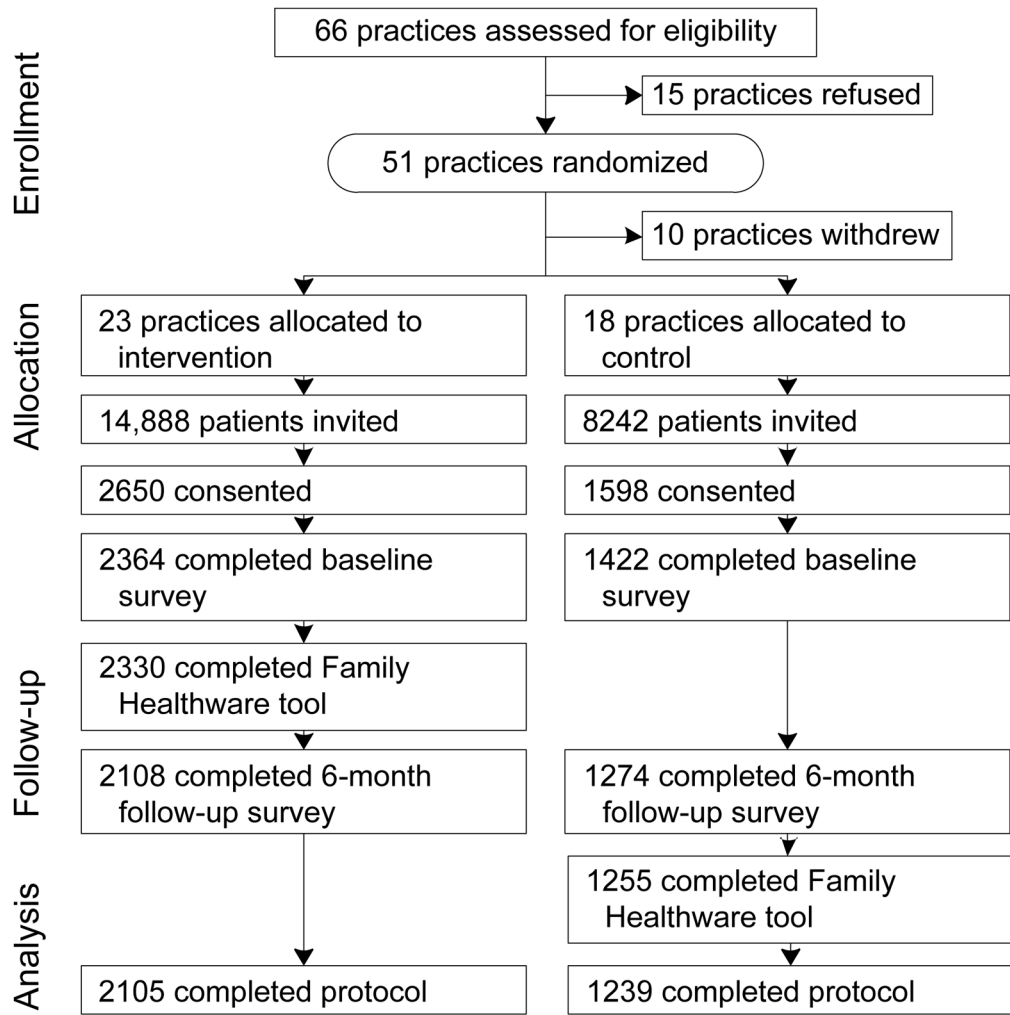 Enrollment
66 practices assessed for eligibility
15 practices refused
51 practices randomized
10 practices withdrew
Allocation
23 practices allocated to
intervention
18 practices allocated to
control
14,888 patients invited
8242 patients invited
2650 consented
1598 consented
2364 completed baseline
survey
1422 completed baseline
survey
Follow-up
2330 completed Family
Healthware tool
2108 completed 6-month
follow-up survey
1274 completed 6-month
follow-up survey
Analysis
1255 completed Family
Healthware tool
2105 completed protocol
1239 completed protocol